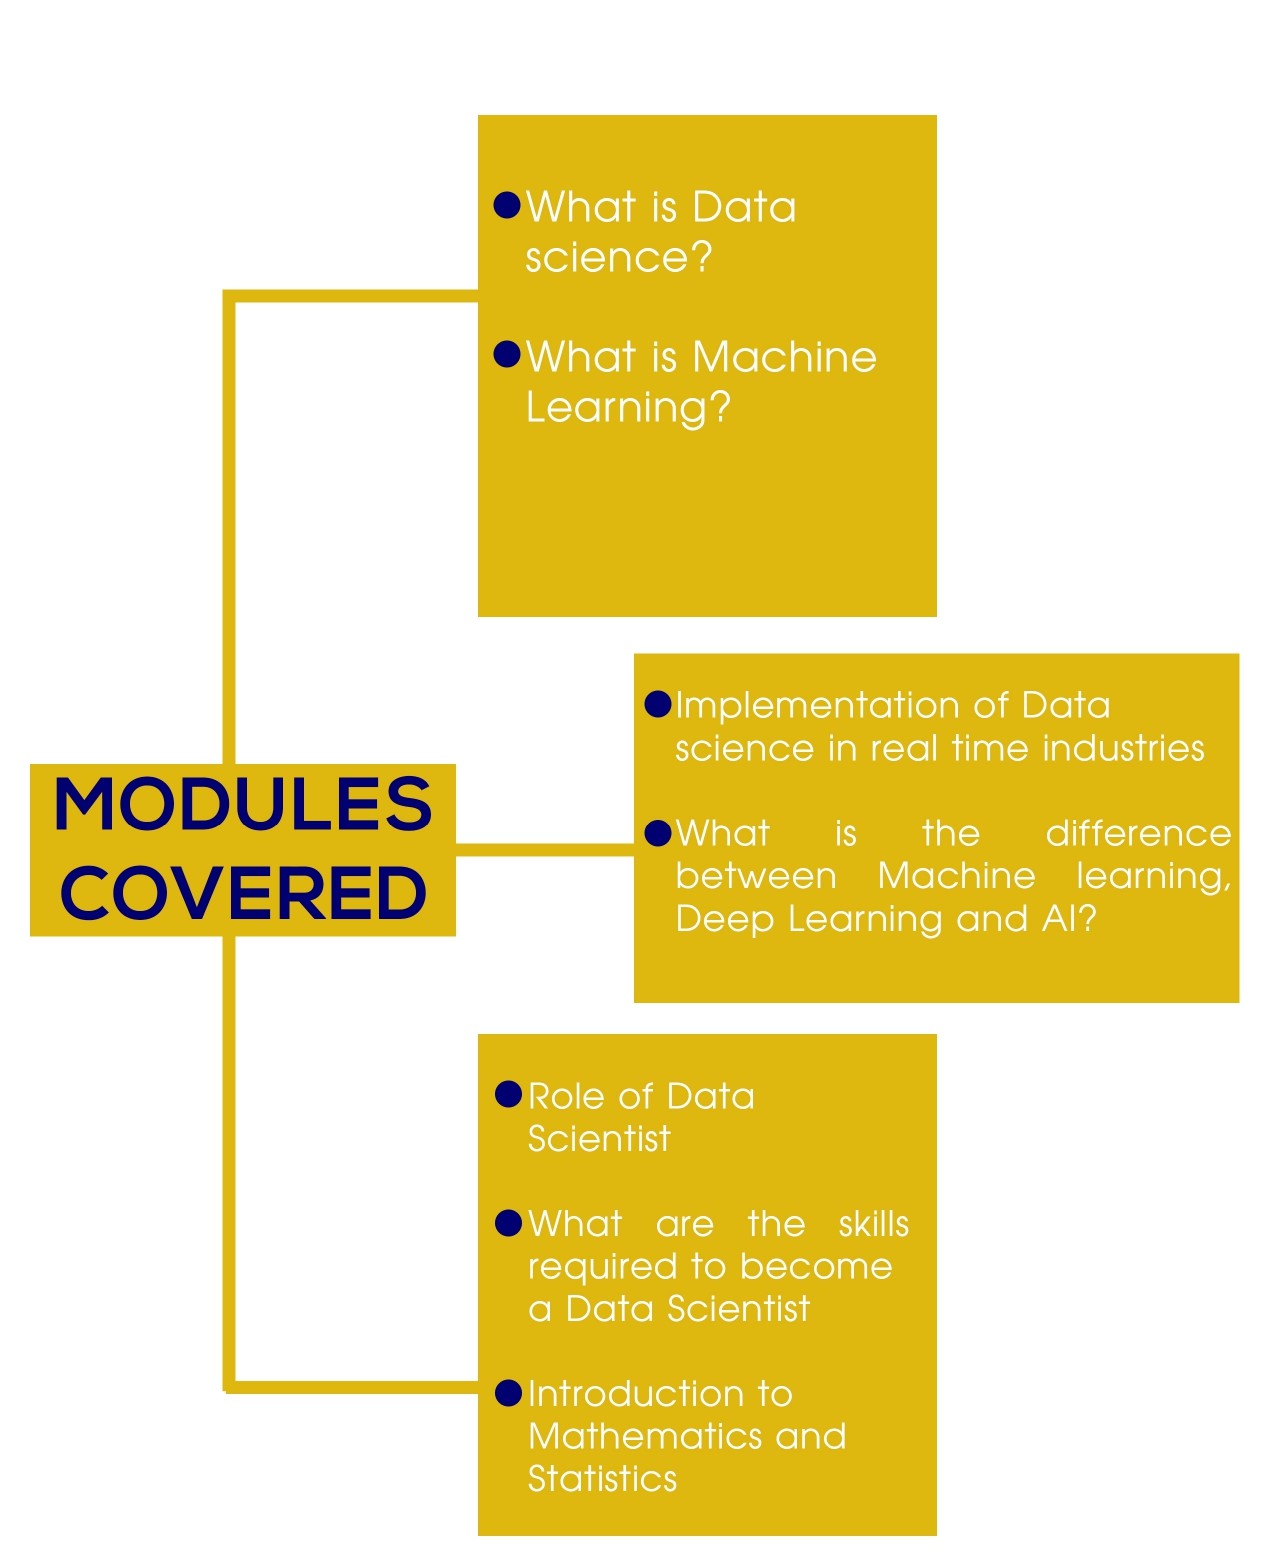 What is Data
science?
What is Machine
Learning?
Implementation of Data
science in real time industries
What is the difference
between Machine learning,
Deep Learning and AI?
MODULES
COVERED
Role of Data
Scientist
What are the skills
required to become
a Data Scientist
Introduction to
Mathematics and
Statistics